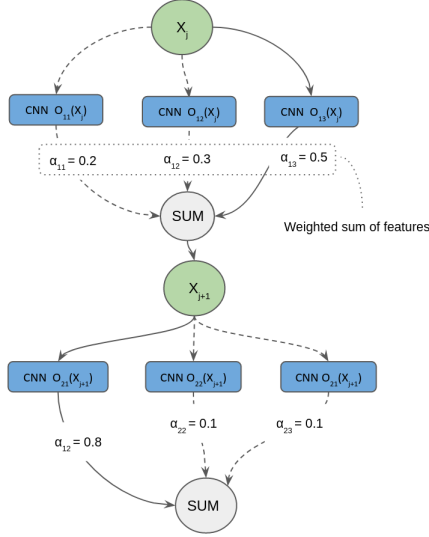 X_j
CNN O_11(X_j)
CNN O_12(X_j)
CNN O_13(X_j)
α_11 = 0.2
α_12 = 0.3
α_13 = 0.5
SUM
Weighted sum of features
X_j+1
CNN O_21(X_j+1)
CNN O_22(X_j+1)
CNN O_21(X_j+1)
α_12 = 0.8
α_22 = 0.1
α_23 = 0.1
SUM